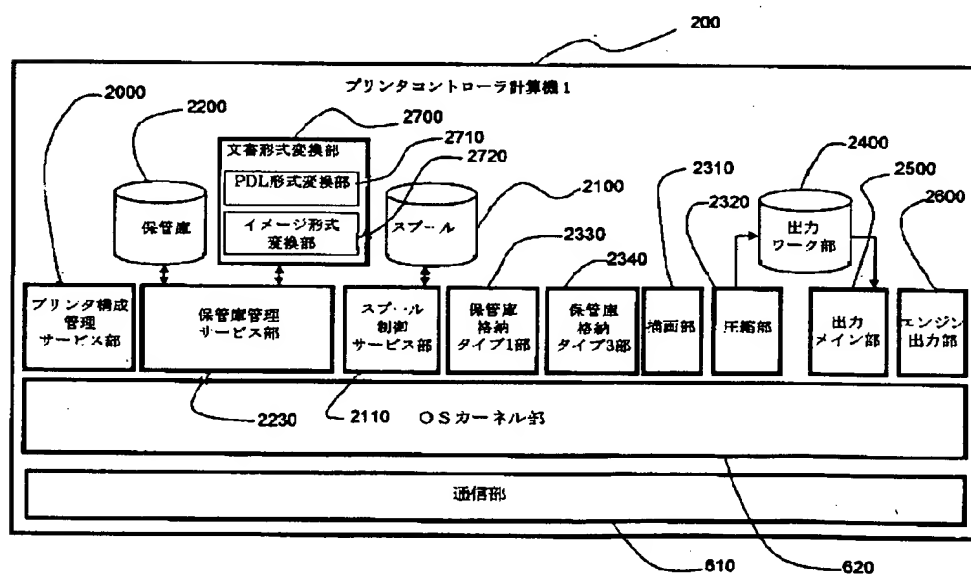 200
プリンタコントローラ計算機1
2000
2200
2700
2710
2720
2100
2330
2340
2310
2320
2400
2500
2600
文書形式変換部
PDL形式変換部
イメージ形式
変換部
保管庫
スプール
出力
ワーク部
プリンタ構成
管理
サービス部
保管庫管理
サービス部
スプール
制御
サービス部
保管庫
格納
タイプ1部
保管庫
格納
タイプ3部
描画部
圧縮部
出力
メイン部
エンジン
出力部
2230
2110
OSカーネル部
通信部
610
620